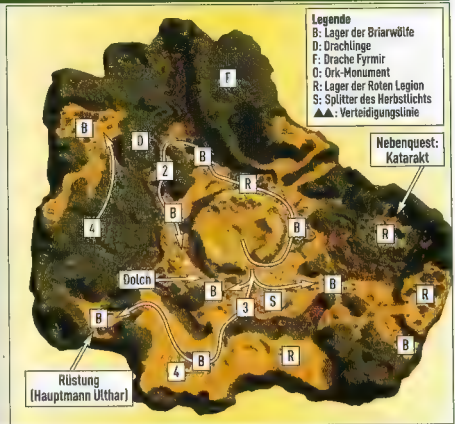 Legende
B: Lager der Briarwölfe
D: Drachlinge
F: Drache Fyrmir
O: Ork-Monument
R: Lager der Roten Legion
S: Splitter des Herbstlichts
▲▲: Verteidigungslinie
F
Nebenquest:
Katarakt
B
D
B
2
R
4
B
B
R
Dolch
B
S
B
R
3
B
B
R
4
B
Rüstung
(Hauptmann Ulthar)